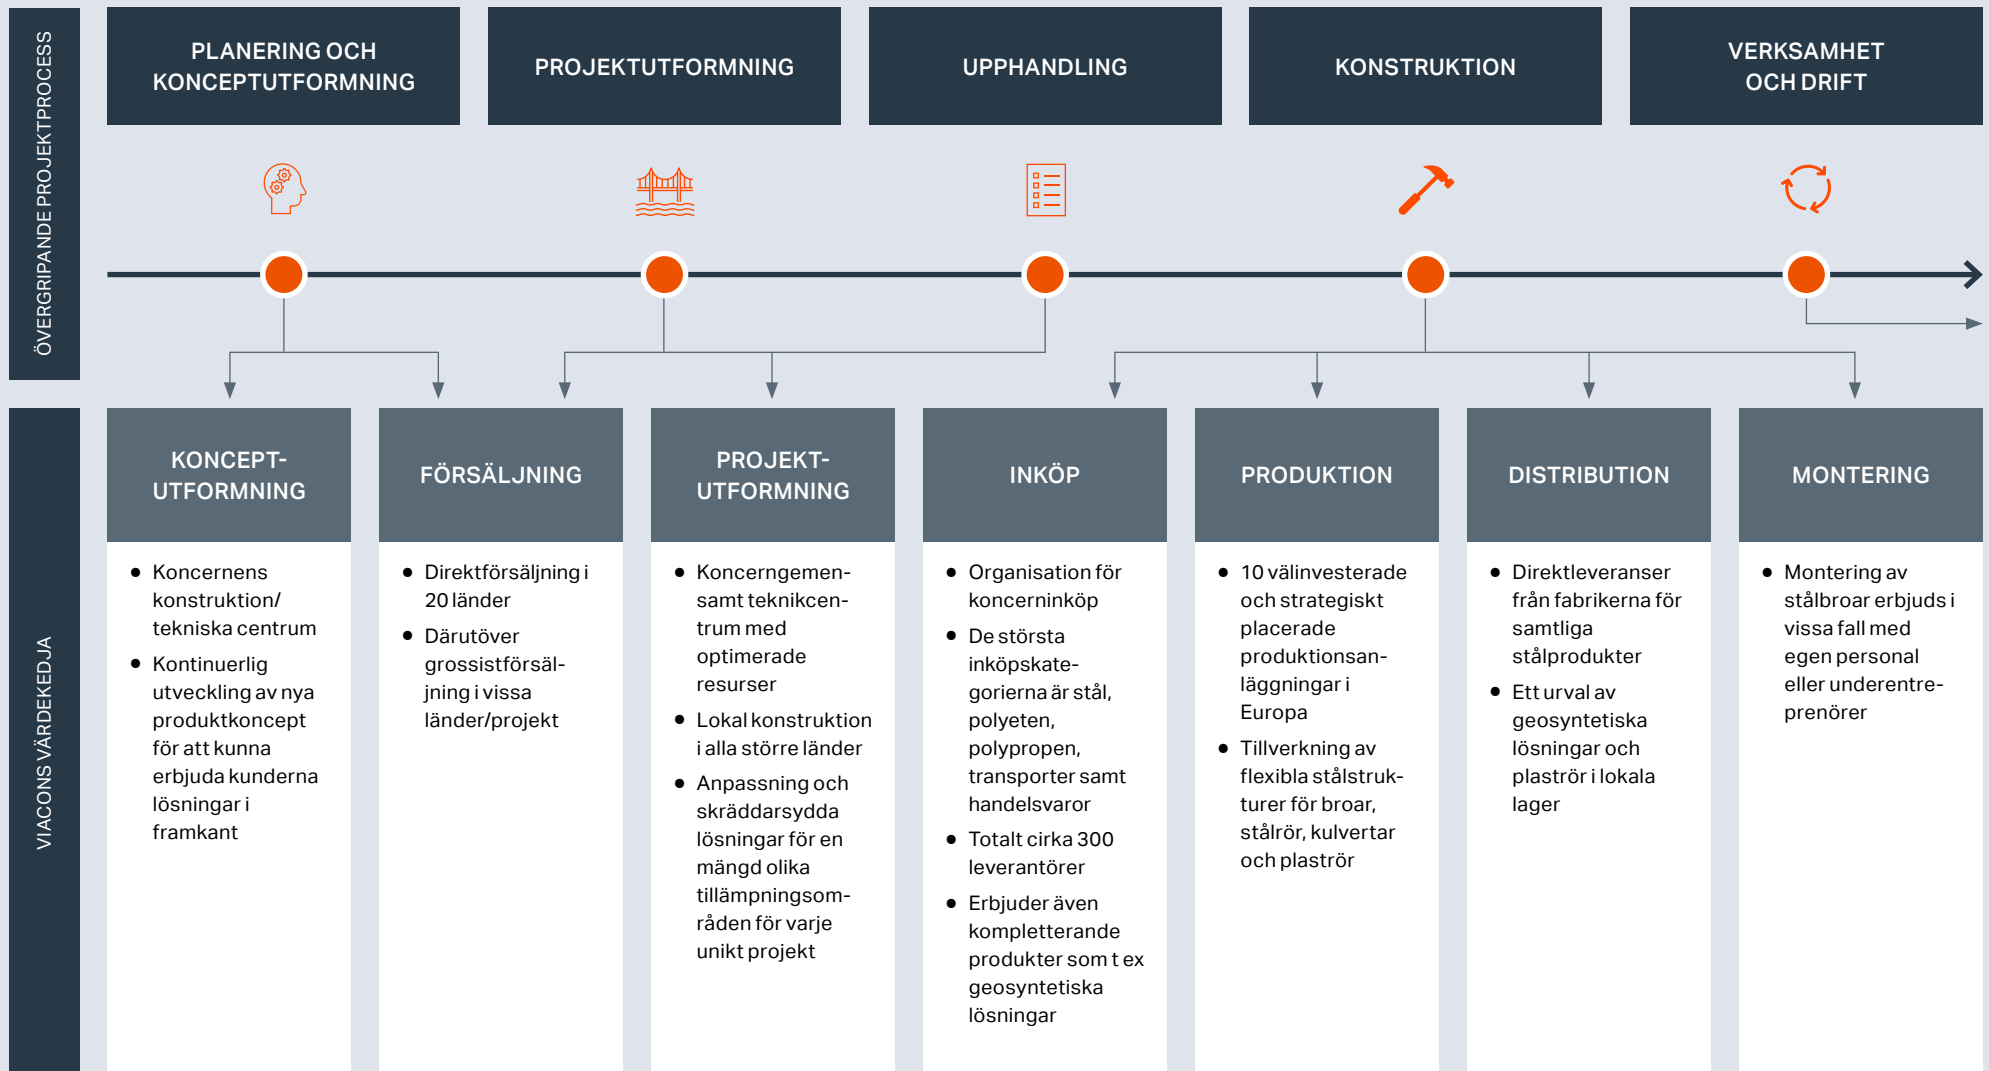 ÖVERGRIPANDE PROJEKTPROCESS
PLANERING OCH
KONCEPTUTFORMNING
PROJEKTUTFORMNING
UPPHANDLING
KONSTRUKTION
VERKSAMHET
OCH DRIFT
VIACONS VÄRDEKEDJA
KONCEPT-
UTFORMNING
• Koncernens
konstruktion/
tekniska centrum
• Kontinuerlig
utveckling av nya
produktkoncept
för att kunna
erbjuda kunderna
lösningar i
framkant
FÖRSÄLJNING
• Direktförsäljning i
20 länder
• Därutöver
grossistförsäl-
jning i vissa
länder/projekt
PROJEKT-
UTFORMNING
• Koncerngemen-
samt teknikcen-
trum med
optimerade
resurser
• Lokal konstruktion
i alla större länder
• Anpassning och
skräddarsydda
lösningar för en
mängd olika
tillämpningsom-
råden för varje
unikt projekt
INKÖP
• Organisation för
koncerninköp
• De största
inköpskate-
gorierna är stål,
polyeten,
polypropen,
transporter samt
handelsvaror
• Totalt cirka 300
leverantörer
• Erbjuder även
kompletterande
produkter som t ex
geosyntetiska
lösningar
PRODUKTION
• 10 välinvesterade
och strategiskt
placerade
produktionsan-
läggningar i
Europa
• Tillverkning av
flexibla stålstruk-
turer för broar,
stålrör, kulvertar
och plaströr
DISTRIBUTION
• Direktleveranser
från fabrikerna för
samtliga
stålprodukter
• Ett urval av
geosyntetiska
lösningar och
plaströr i lokala
lager
MONTERING
• Montering av
stålbroar erbjuds i
vissa fall med
egen personal
eller underentre-
prenörer